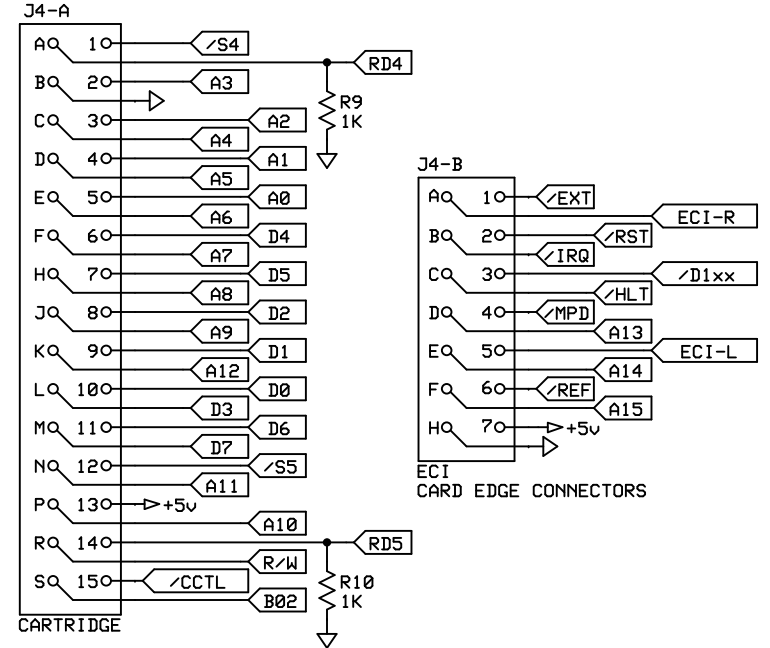 J4-A
A 1 /S4
RD4
B 2 A3
R9
1K
C 3 A2
A4
D 4 A1
A5
E 5 A0
A6
F 6 D4
A7
H 7 D5
A8
J 8 D2
A9
K 9 D1
A12
L 10 D0
D3
M 11 D6
D7
N 12 /S5
A11
P 13 +5v
A10
R 14 RD5
R/W
S 15 /CCTL
B02
R10
1K
CARTRIDGE
J4-B
A 1 /EXT
ECI-R
B 2 /RST
/IRQ
C 3 /D1xx
/HLT
D 4 /MPD
A13
E 5 ECI-L
A14
F 6 /REF
A15
H 7 +5v
ECI
CARD EDGE CONNECTORS